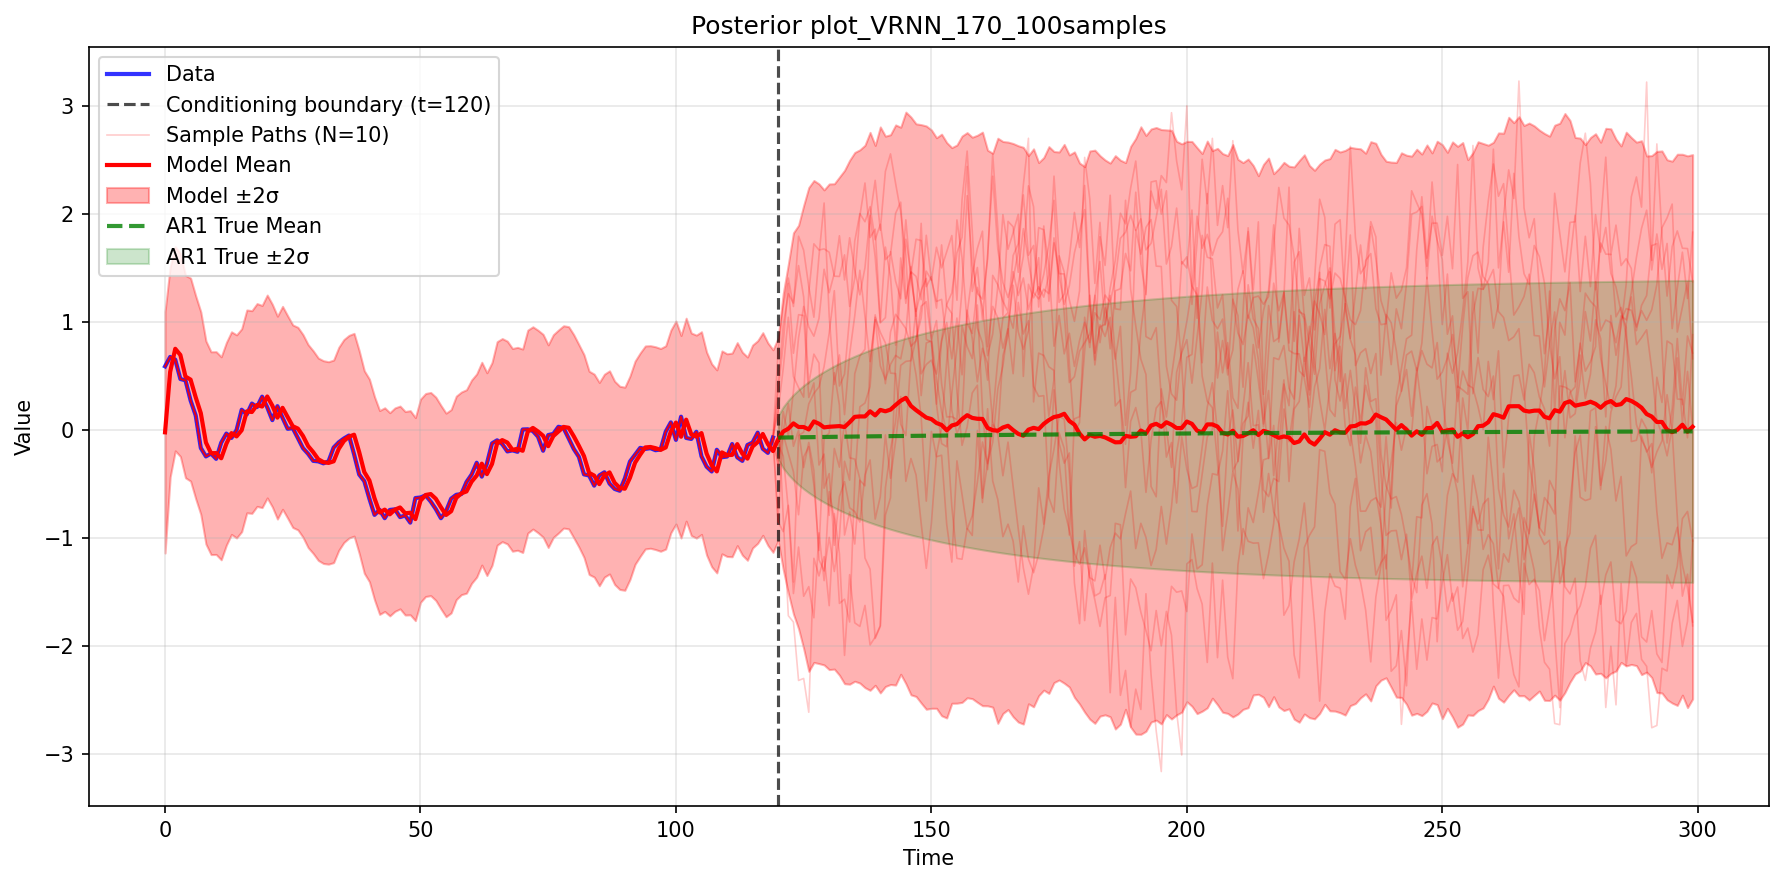 Posterior plot_VRNN_170_100samples
Data
Conditioning boundary (t=120)
Sample Paths (N=10)
Model Mean
Model ±2σ
AR1 True Mean
AR1 True ±2σ
Value
3
2
1
0
−1
−2
−3
0 50 100 150 200 250 300
Time